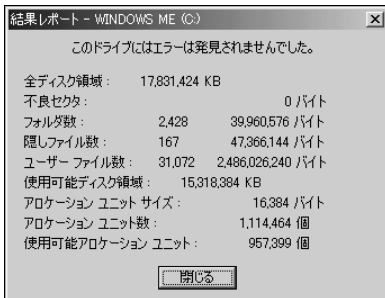 結果レポート - WINDOWS ME (C:)
このドライブにはエラーは発見されませんでした。
全ディスク領域： 17,831,424 KB
不良セクタ： 0 バイト
フォルダ数： 2,428 39,960,576 バイト
隠しファイル数： 167 47,366,144 バイト
ユーザー ファイル数： 31,072 2,486,026,240 バイト
使用可能ディスク領域： 15,318,384 KB
アロケーション ユニット サイズ： 16,384 バイト
アロケーション ユニット数： 1,114,464 個
使用可能アロケーション ユニット： 957,399 個
閉じる